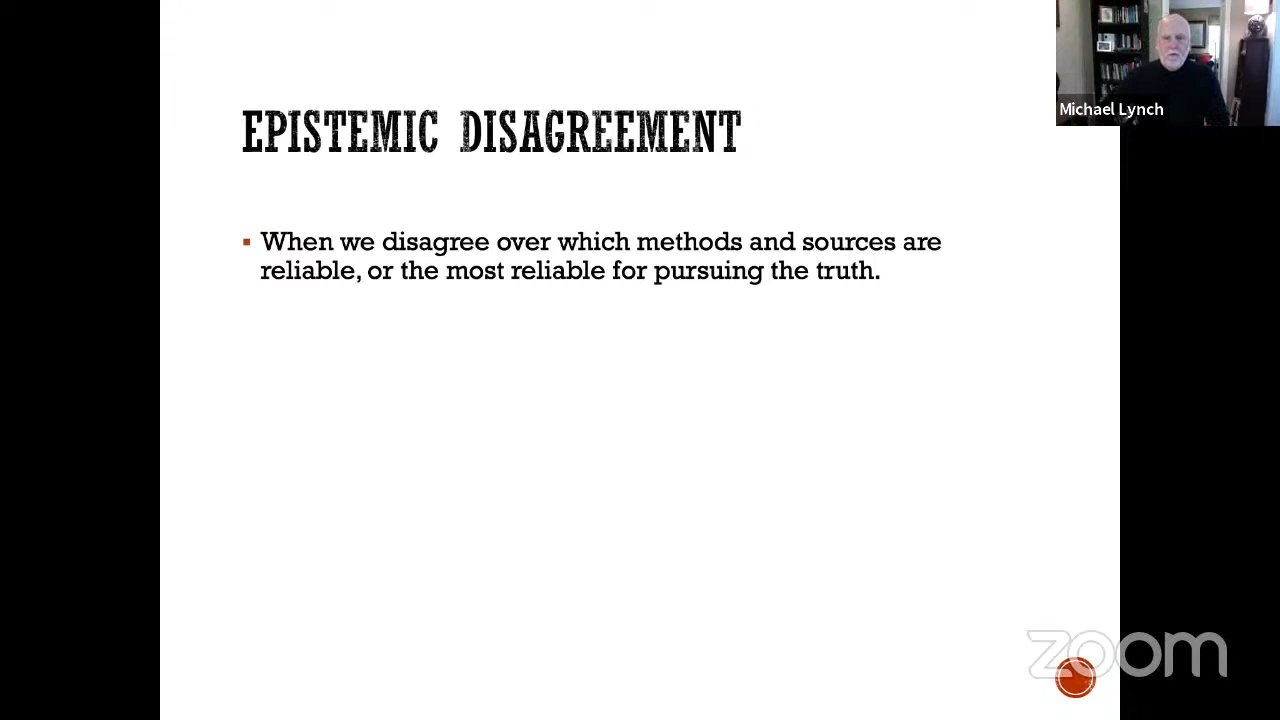 EPISTEMIC DISAGREEMENT
When we disagree over which methods and sources are
reliable, or the most reliable for pursuing the truth.
Michael Lynch
zoom